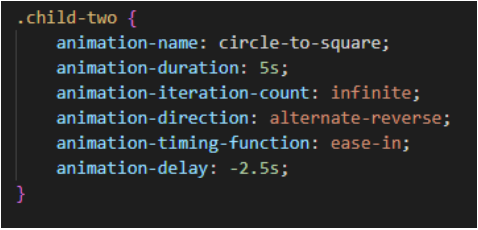 .child-two {
animation-name: circle-to-square;
animation-duration: 5s;
animation-iteration-count: infinite;
animation-direction: alternate-reverse;
animation-timing-function: ease-in;
animation-delay: -2.5s;
}